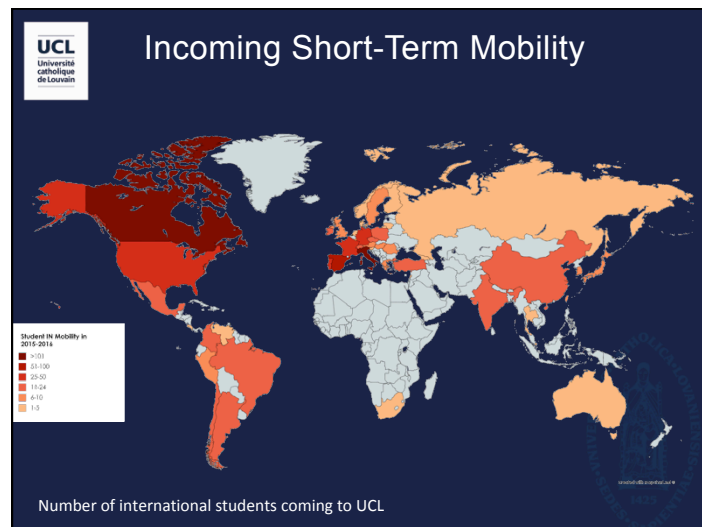 UCL
Université
catholique
de Louvain
Incoming Short-Term Mobility
Student IN Mobility in
2015-2016
>101
51-100
25-50
11-24
6-10
1-5
Number of international students coming to UCL